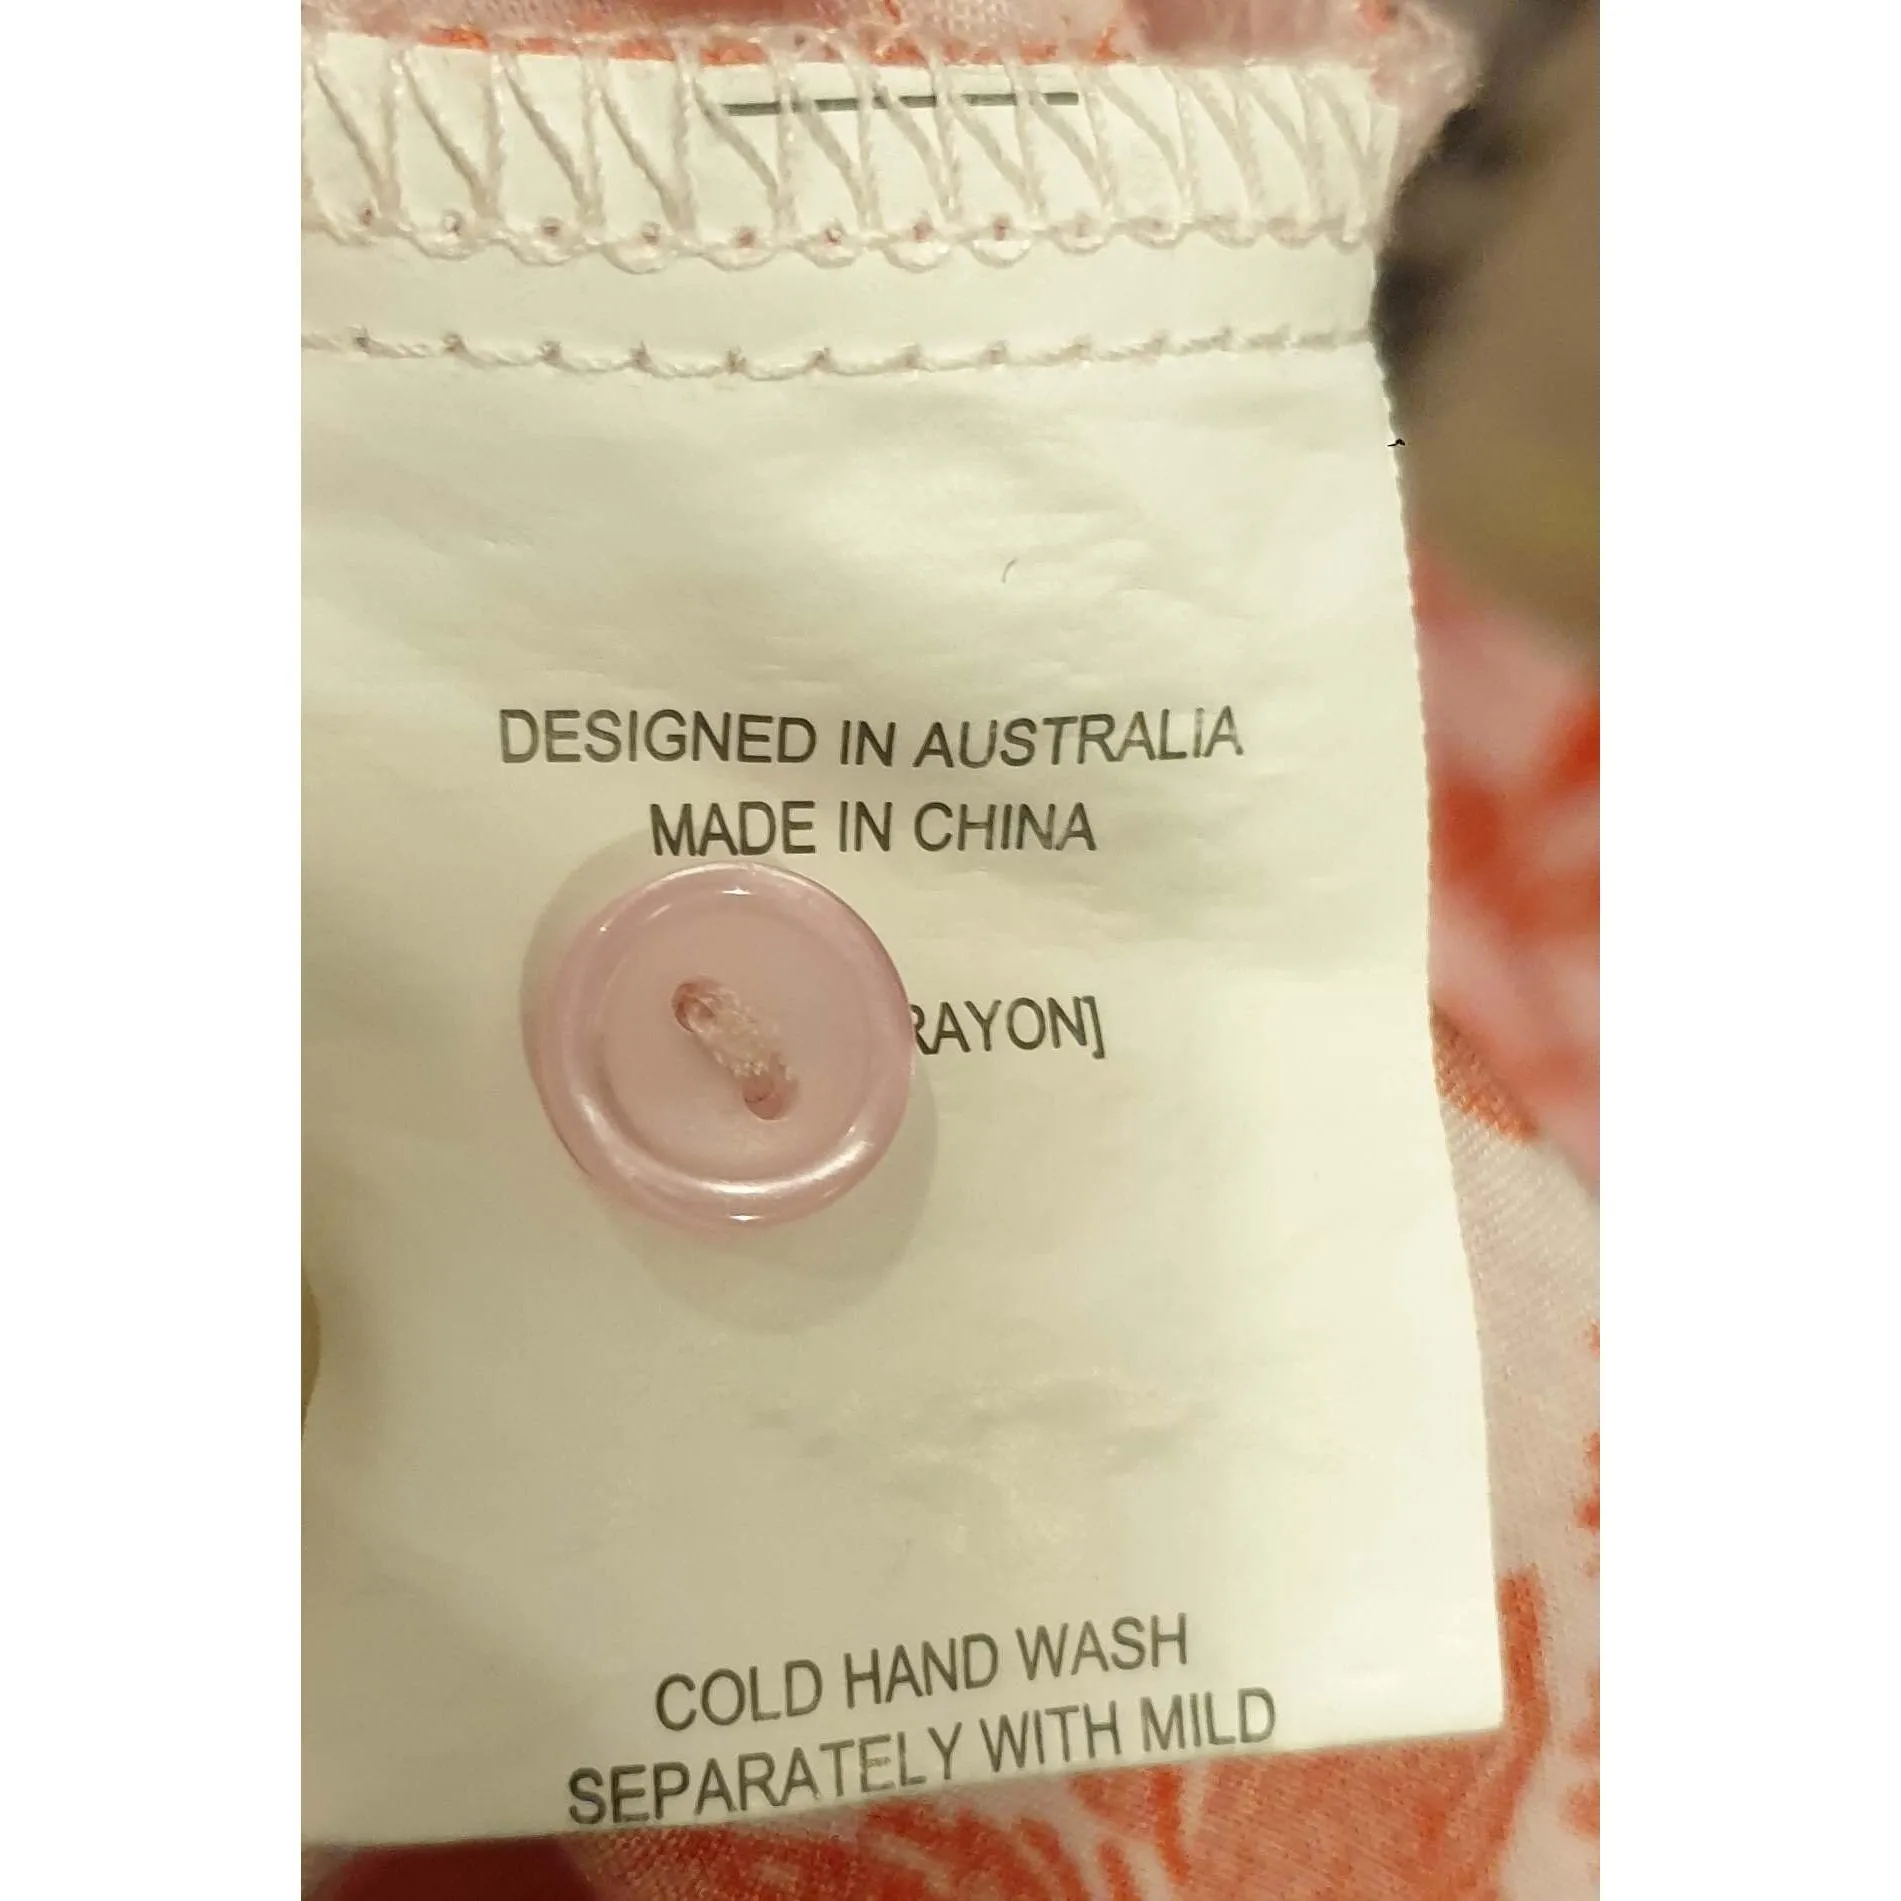 DESIGNED IN AUSTRALIA
MADE IN CHINA
RAYON]
COLD HAND WASH
SEPARATELY WITH MILD